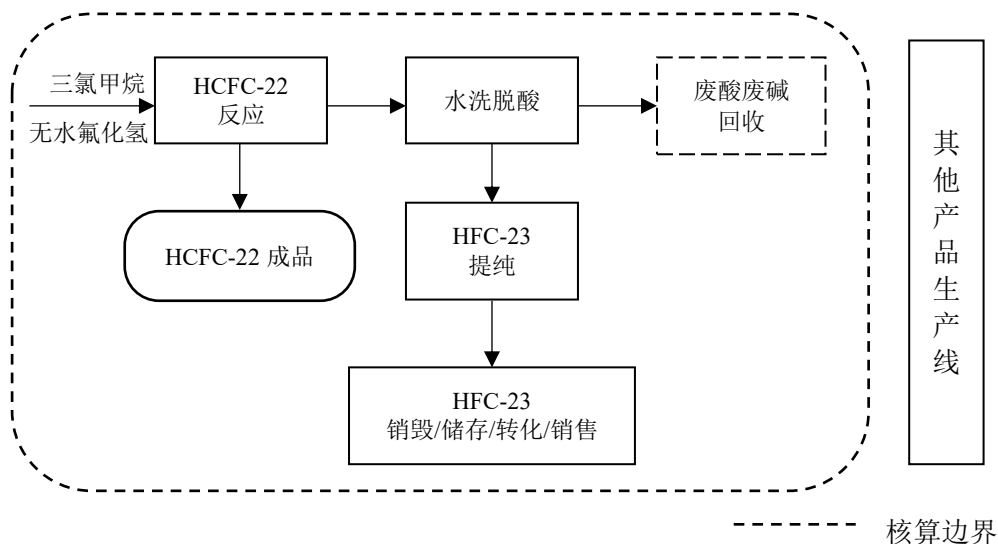 三氯甲烷
无水氟化氢
HCFC-22
反应
水洗脱酸
废酸废碱
回收
HCFC-22 成品
HFC-23
提纯
HFC-23
销毁/储存/转化/销售
其他产品生产线
核算边界